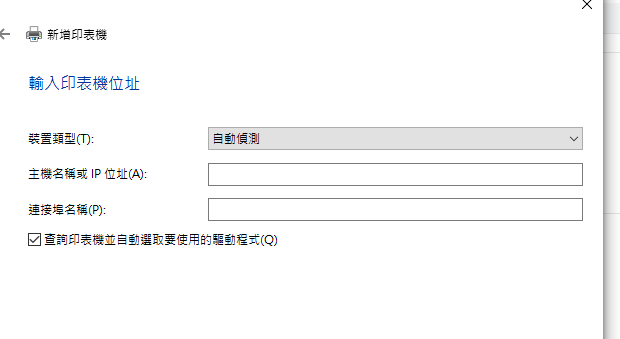 新增印表機
輸入印表機位址
裝置類型(T):
自動偵測
主機名稱或 IP 位址(A):
連接埠名稱(P):
查詢印表機並自動選取要使用的驅動程式(Q)